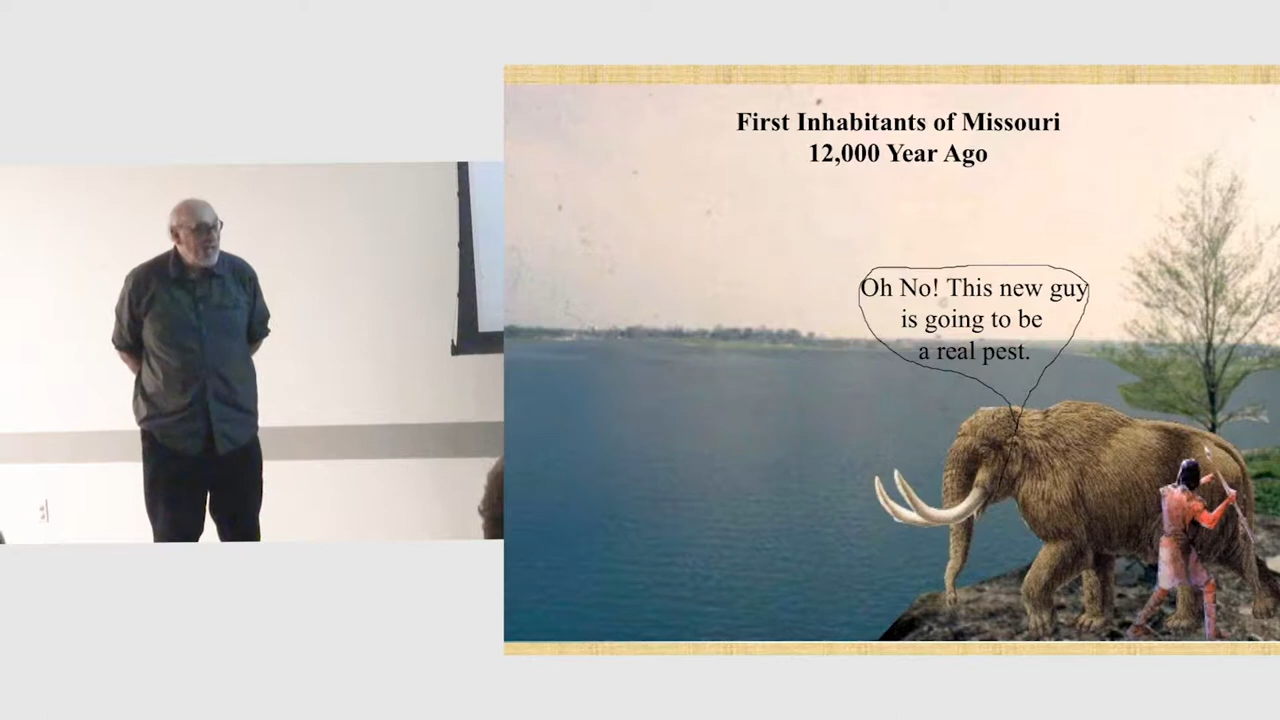 First Inhabitants of Missouri
12,000 Year Ago
Oh No! This new guy
is going to be
a real pest.